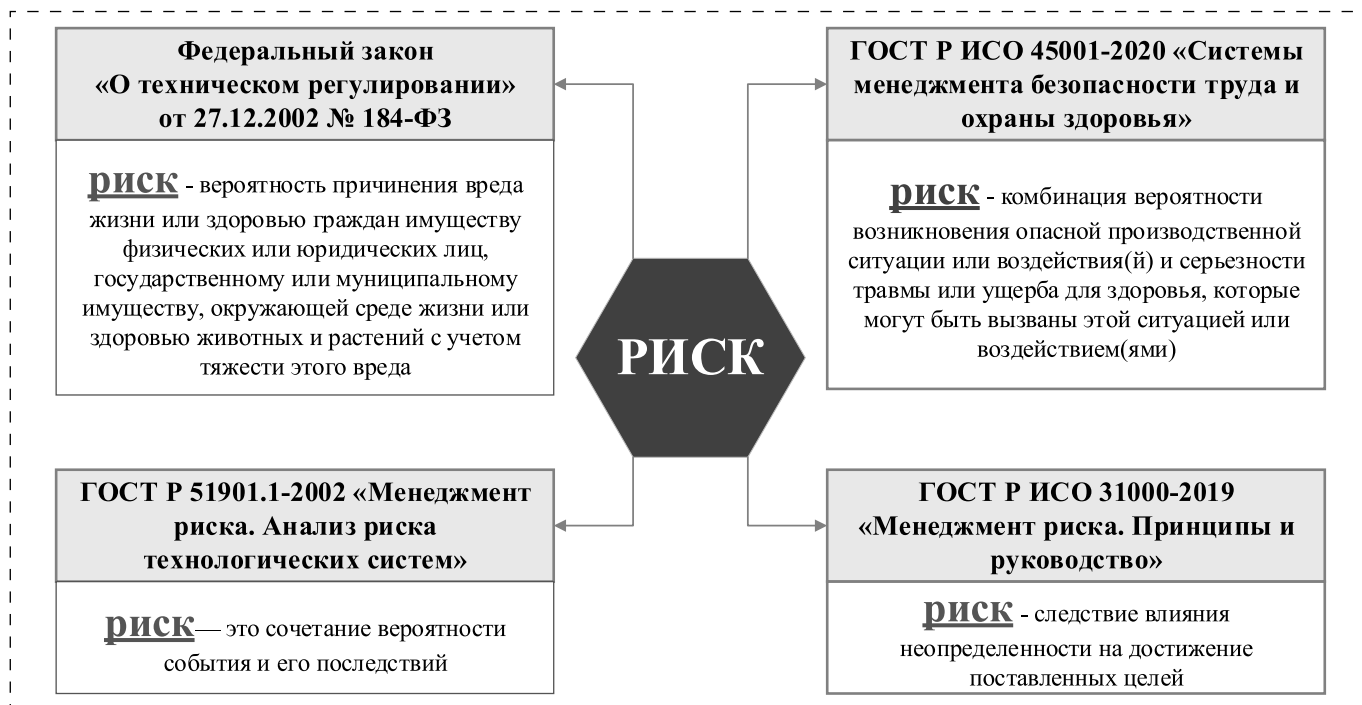 Федеральный закон
«О техническом регулировании»
от 27.12.2002 № 184-ФЗ
риск - вероятность причинения вреда
жизни или здоровью граждан имуществу
физических или юридических лиц,
государственному или муниципальному
имуществу, окружающей среде жизни или
здоровью животных и растений с учетом
тяжести этого вреда
ГОСТ Р ИСО 45001-2020 «Системы
менеджмента безопасности труда и
охраны здоровья»
риск - комбинация вероятности
возникновения опасной производственной
ситуации или воздействия(й) и серьезности
травмы или ущерба для здоровья, которые
могут быть вызваны этой ситуацией или
воздействием(ями)
РИСК
ГОСТ Р 51901.1-2002 «Менеджмент
риска. Анализ риска
технологических систем»
риск— это сочетание вероятности
события и его последствий
ГОСТ Р ИСО 31000-2019
«Менеджмент риска. Принципы и
руководство»
риск - следствие влияния
неопределенности на достижение
поставленных целей